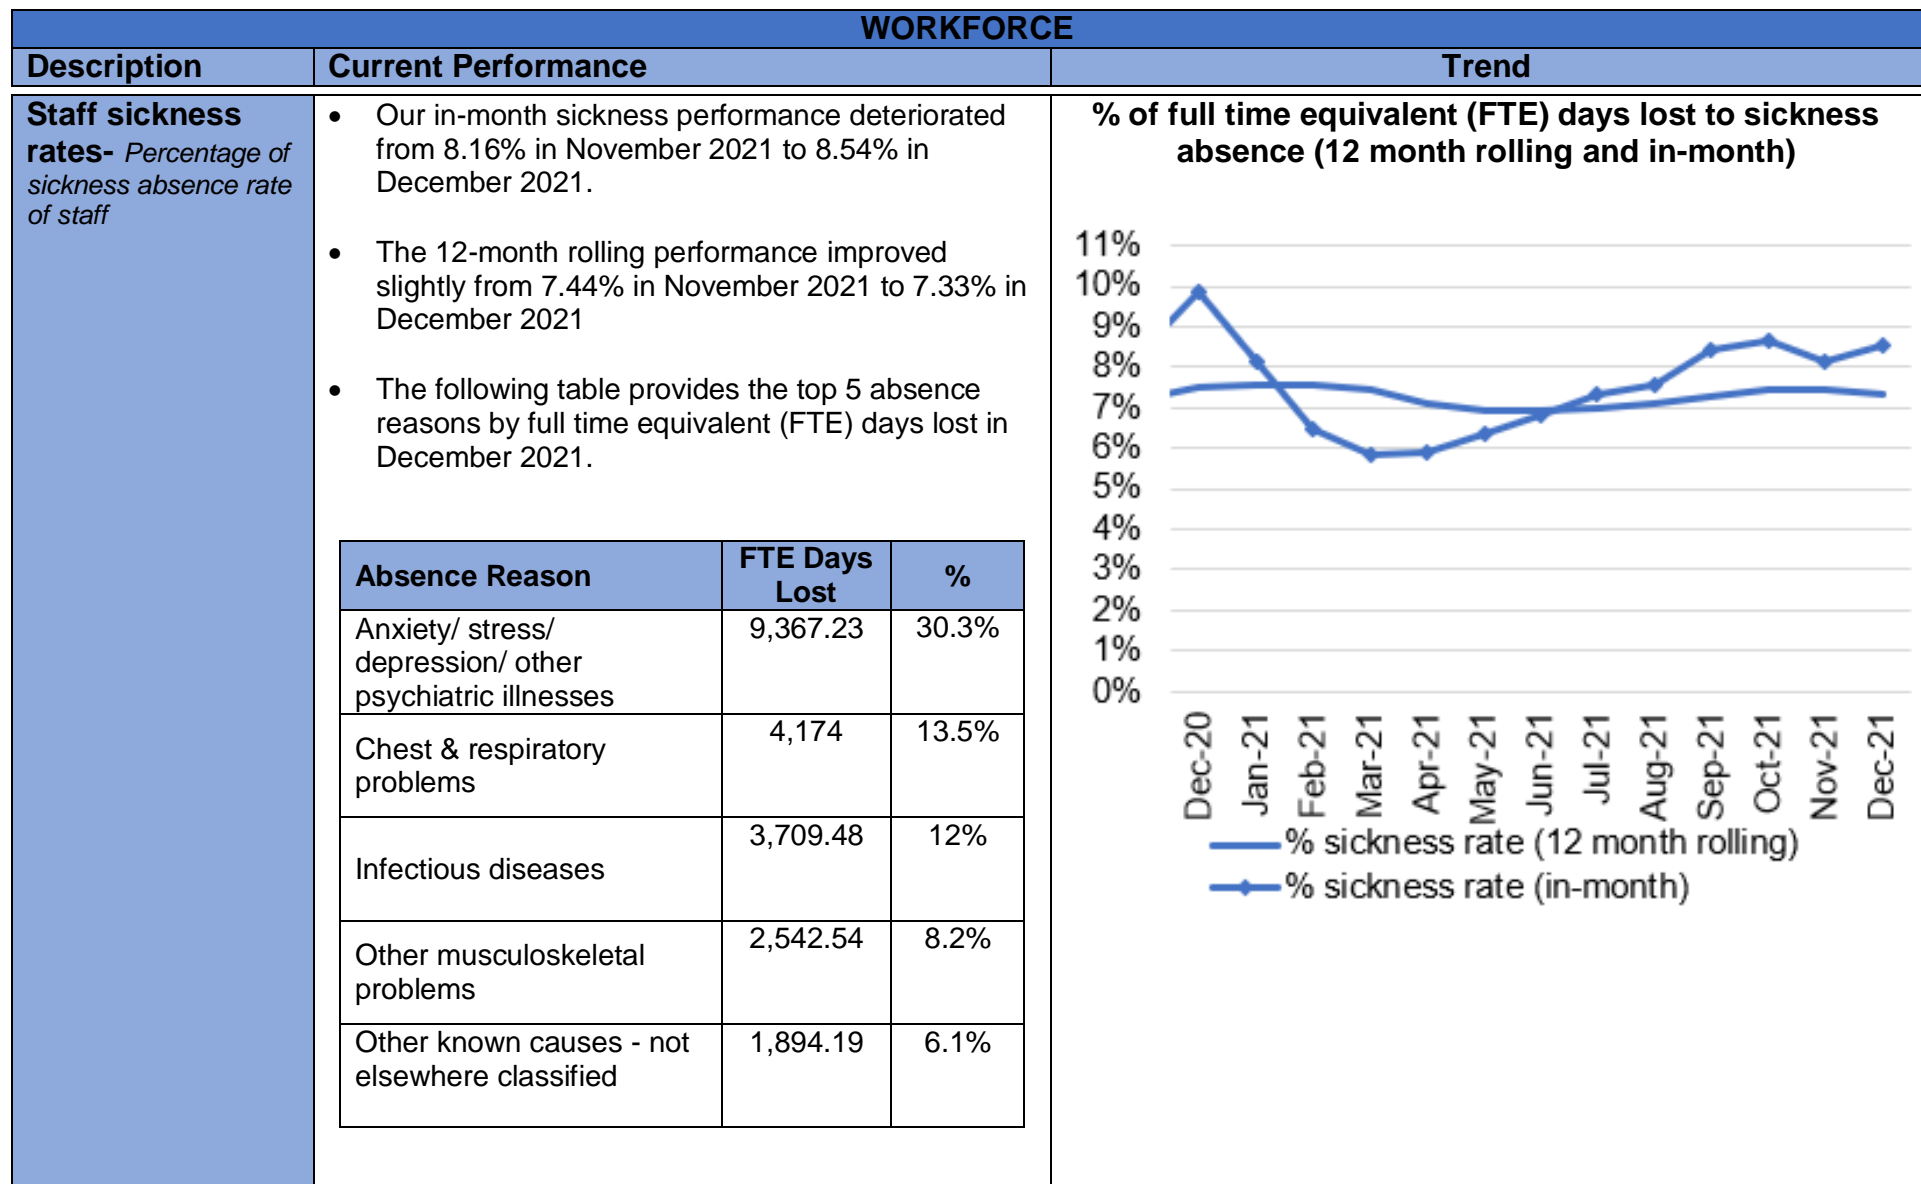 WORKFORCE
Description
Current Performance
Trend
Staff sickness
rates- Percentage of
sickness absence rate
of staff
• Our in-month sickness performance deteriorated
from 8.16% in November 2021 to 8.54% in
December 2021.
• The 12-month rolling performance improved
slightly from 7.44% in November 2021 to 7.33% in
December 2021
• The following table provides the top 5 absence
reasons by full time equivalent (FTE) days lost in
December 2021.
Absence Reason
FTE Days
Lost
%
Anxiety/ stress/
depression/ other
psychiatric illnesses
9,367.23
30.3%
Chest & respiratory
problems
4,174
13.5%
Infectious diseases
3,709.48
12%
Other musculoskeletal
problems
2,542.54
8.2%
Other known causes - not
elsewhere classified
1,894.19
6.1%
% of full time equivalent (FTE) days lost to sickness
absence (12 month rolling and in-month)
11%
10%
9%
8%
7%
6%
5%
4%
3%
2%
1%
0%
Dec-20
Jan-21
Feb-21
Mar-21
Apr-21
May-21
Jun-21
Jul-21
Aug-21
Sep-21
Oct-21
Nov-21
Dec-21
% sickness rate (12 month rolling)
% sickness rate (in-month)